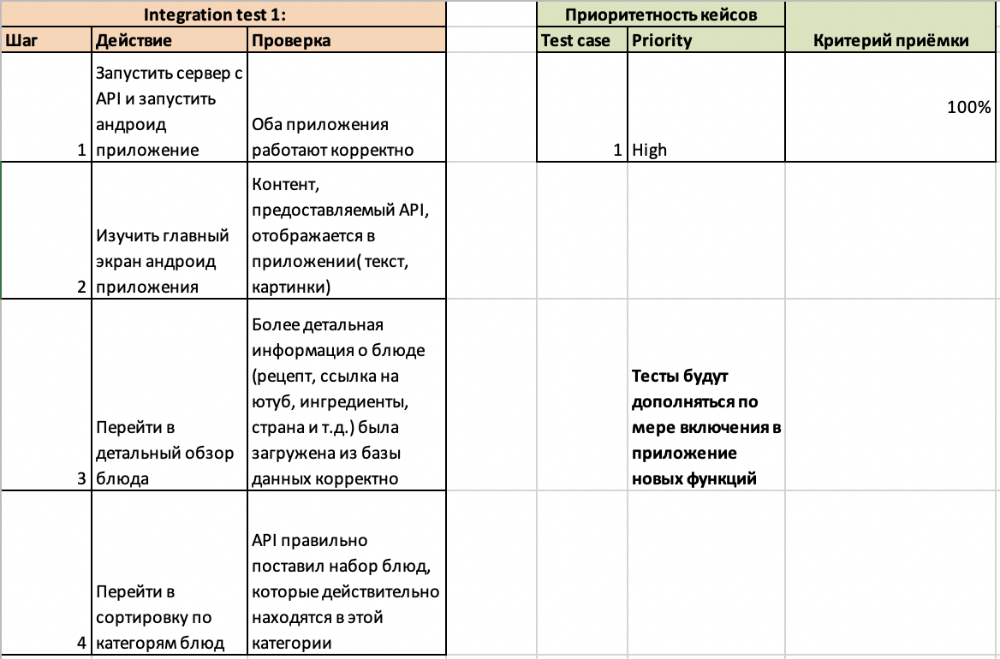 Integration test 1:
Приоритетность кейсов
Критерий приёмки
Шаг
Действие
Проверка
Test case
Priority
Запустить сервер с
API и запустить
андроид
приложение
1
Оба приложения
работают корректно
1
High
100%
2
Изучить главный
экран андроид
приложения
Контент,
предоставляемый API,
отображается в
приложении( текст,
картинки)
3
Перейти в
детальный обзор
блюда
Более детальная
информация о блюде
(рецепт, ссылка на
ютуб, ингредиенты,
страна и т.д.) была
загружена из базы
данных корректно
Тесты будут
дополняться по
мере включения в
приложение
новых функций
4
Перейти в
сортировку по
категорям блюд
API правильно
поставил набор блюд,
которые действительно
находятся в этой
категории